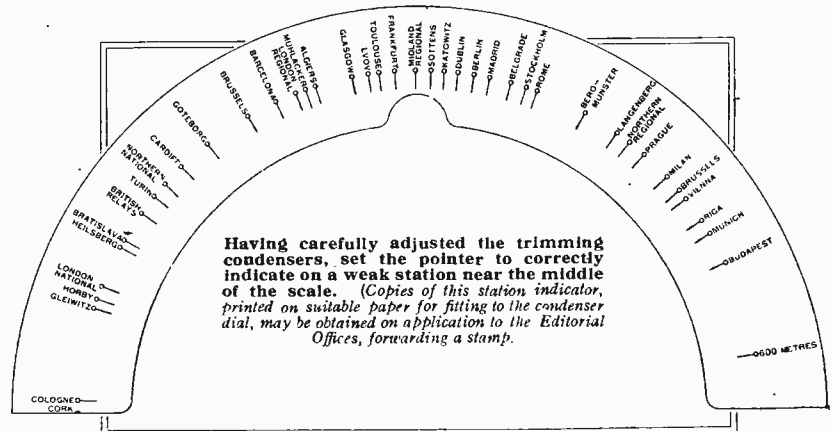 COLOGNE
CORK
GLEIWITZ
HORBY
LONDON
NATIONAL
HEILSBERG
BRATISLAVA
BRITISH
RELAYS
TURIN
NORTHERN
NATIONAL
CARDIFF
GOTEBORG
BRUSSELS
BARCELONA
LONDON
REGIONAL
MUHLACKER
ALGIERS
GLASGOW
LVOV
TOULOUSE
FRANKFURT
MIDLAND
REGIONAL
SOTTENS
KATOWITZ
DUBLIN
BERLIN
MADRID
BELGRADE
STOCKHOLM
ROME
BERO-
MUNSTER
LANGENBERG
NORTHERN
REGIONAL
PRAGUE
MILAN
BRUSSELS
VIENNA
RIGA
MUNICH
BUDAPEST
600 METRES
Having carefully adjusted the trimming
condensers, set the pointer to correctly
indicate on a weak station near the middle
of the scale. (Copies of this station indicator,
printed on suitable paper for fitting to the condenser
dial, may be obtained on application to the Editorial
Offices, forwarding a stamp.